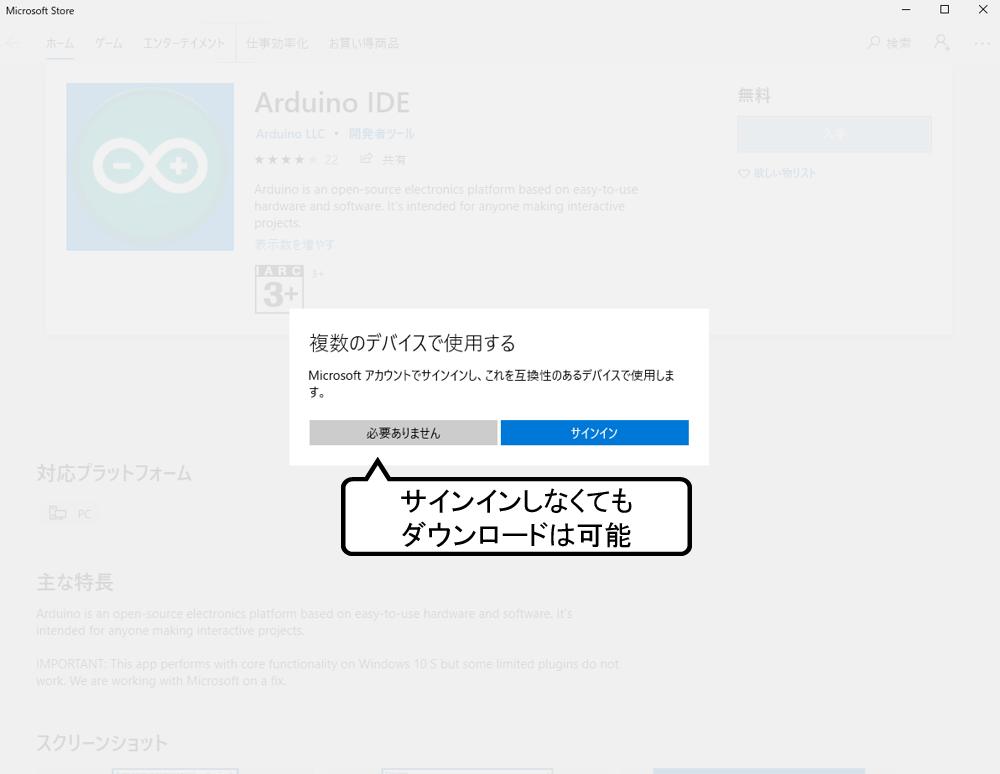 Microsoft Store
ホーム ゲーム エンターテイメント 仕事効率化 お買い得商品 検索
Arduino IDE
Arduino LLC • 開発者ツール
22 共有
Arduino is an open-source electronics platform based on easy-to-use
hardware and software. It's intended for anyone making interactive
projects.
表示数を増やす
IARC
3+
3+
無料
入手
欲しい物リスト
複数のデバイスで使用する
Microsoft アカウントでサインインし、これを互換性のあるデバイスで使用しま
す。
必要ありません サインイン
サインインしなくても
ダウンロードは可能
対応プラットフォーム
PC
主な特長
Arduino is an open-source electronics platform based on easy-to-use hardware and software. It's
intended for anyone making interactive projects.
IMPORTANT: This app performs with core functionality on Windows 10 S but some limited plugins do not
work. We are working with Microsoft on a fix.
スクリーンショット